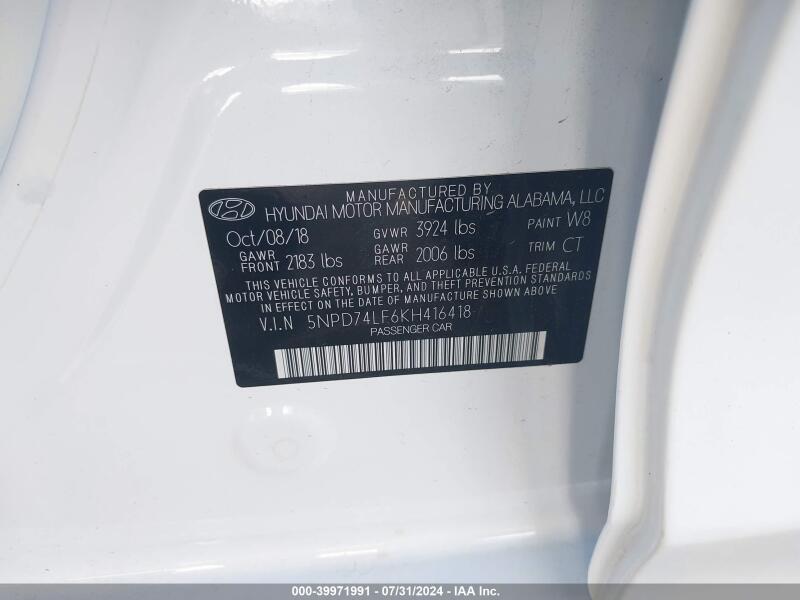 MANUFACTURED BY
HYUNDAI MOTOR MANUFACTURING ALABAMA, LLC
Oct/08/18 GVWR 3924 lbs PAINT W8
GAWR FRONT 2183 lbs GAWR REAR 2006 lbs TRIM CT
THIS VEHICLE CONFORMS TO ALL APPLICABLE U.S.A. FEDERAL
MOTOR VEHICLE SAFETY, BUMPER, AND THEFT PREVENTION STANDARDS
IN EFFECT ON THE DATE OF MANUFACTURE SHOWN ABOVE.
V.I.N 5NPD74LF6KH416418
PASSENGER CAR
000-39971991 - 07/31/2024 - IAA Inc.